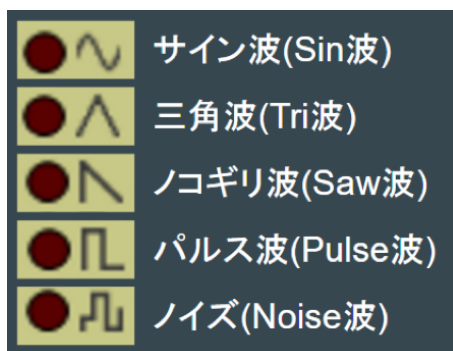 サイン波(Sin波)
三角波(Tri波)
ノコギリ波(Saw波)
パルス波(Pulse波)
ノイズ(Noise波)